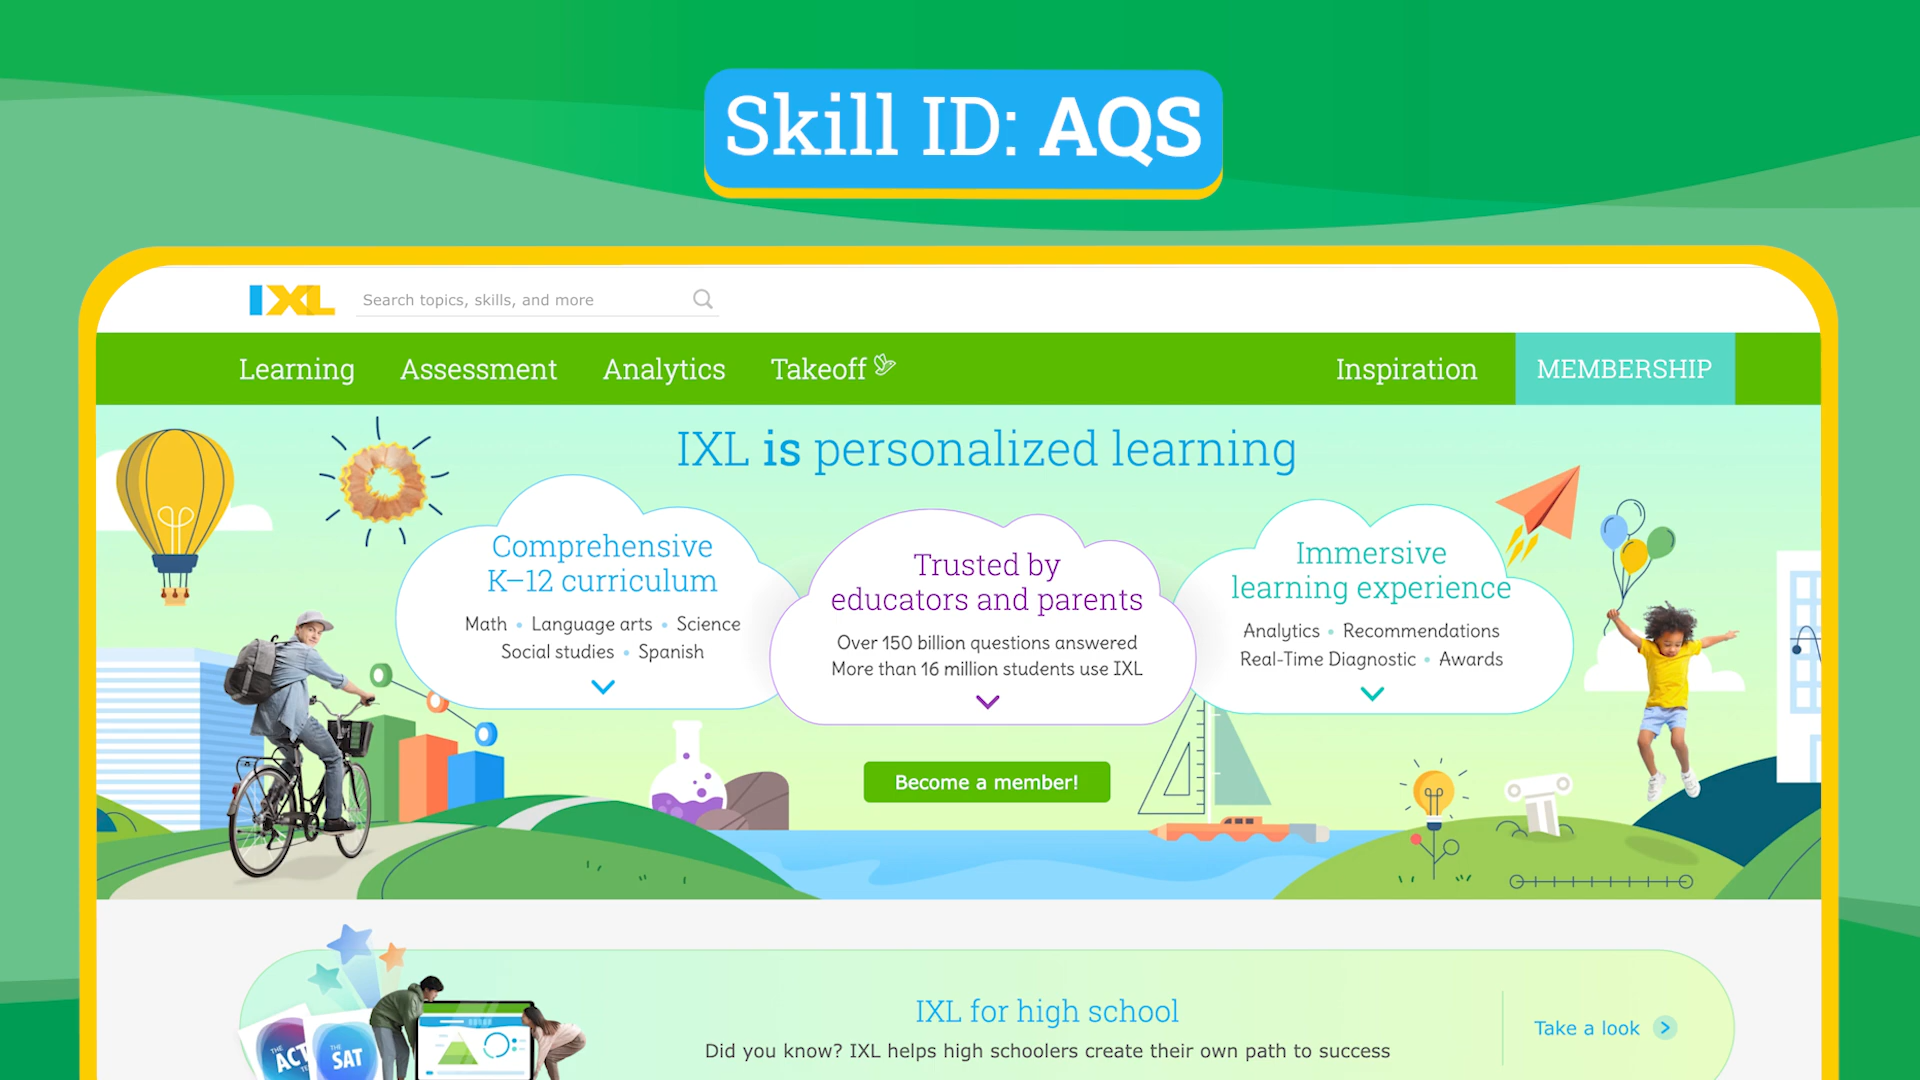 Skill ID: AQS
IXL
Search topics, skills, and more
Learning Assessment Analytics Takeoff Inspiration MEMBERSHIP
IXL is personalized learning
Comprehensive
K–12 curriculum
Math • Language arts • Science
Social studies • Spanish
Trusted by
educators and parents
Over 150 billion questions answered
More than 16 million students use IXL
Immersive
learning experience
Analytics • Recommendations
Real-Time Diagnostic • Awards
Become a member!
THE
ACT
THE
SAT
IXL for high school
Did you know? IXL helps high schoolers create their own path to success
Take a look